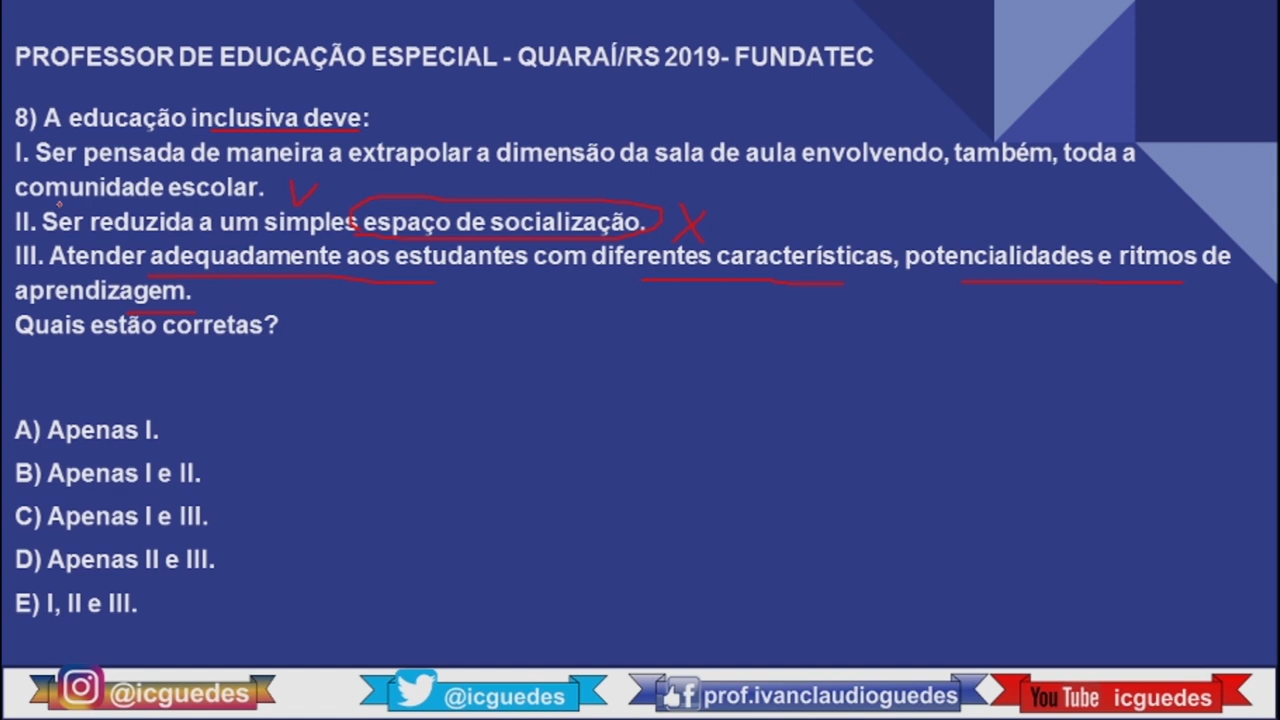 PROFESSOR DE EDUCAÇÃO ESPECIAL - QUARAÍ/RS 2019- FUNDATEC
8) A educação inclusiva deve:
I. Ser pensada de maneira a extrapolar a dimensão da sala de aula envolvendo, também, toda a
comunidade escolar. V
II. Ser reduzida a um simples espaço de socialização. X
III. Atender adequadamente aos estudantes com diferentes características, potencialidades e ritmos de
aprendizagem.
Quais estão corretas?
A) Apenas I.
B) Apenas I e II.
C) Apenas I e III.
D) Apenas II e III.
E) I, II e III.
@icguedes @icguedes prof.ivanclaudioguedes You Tube icguedes